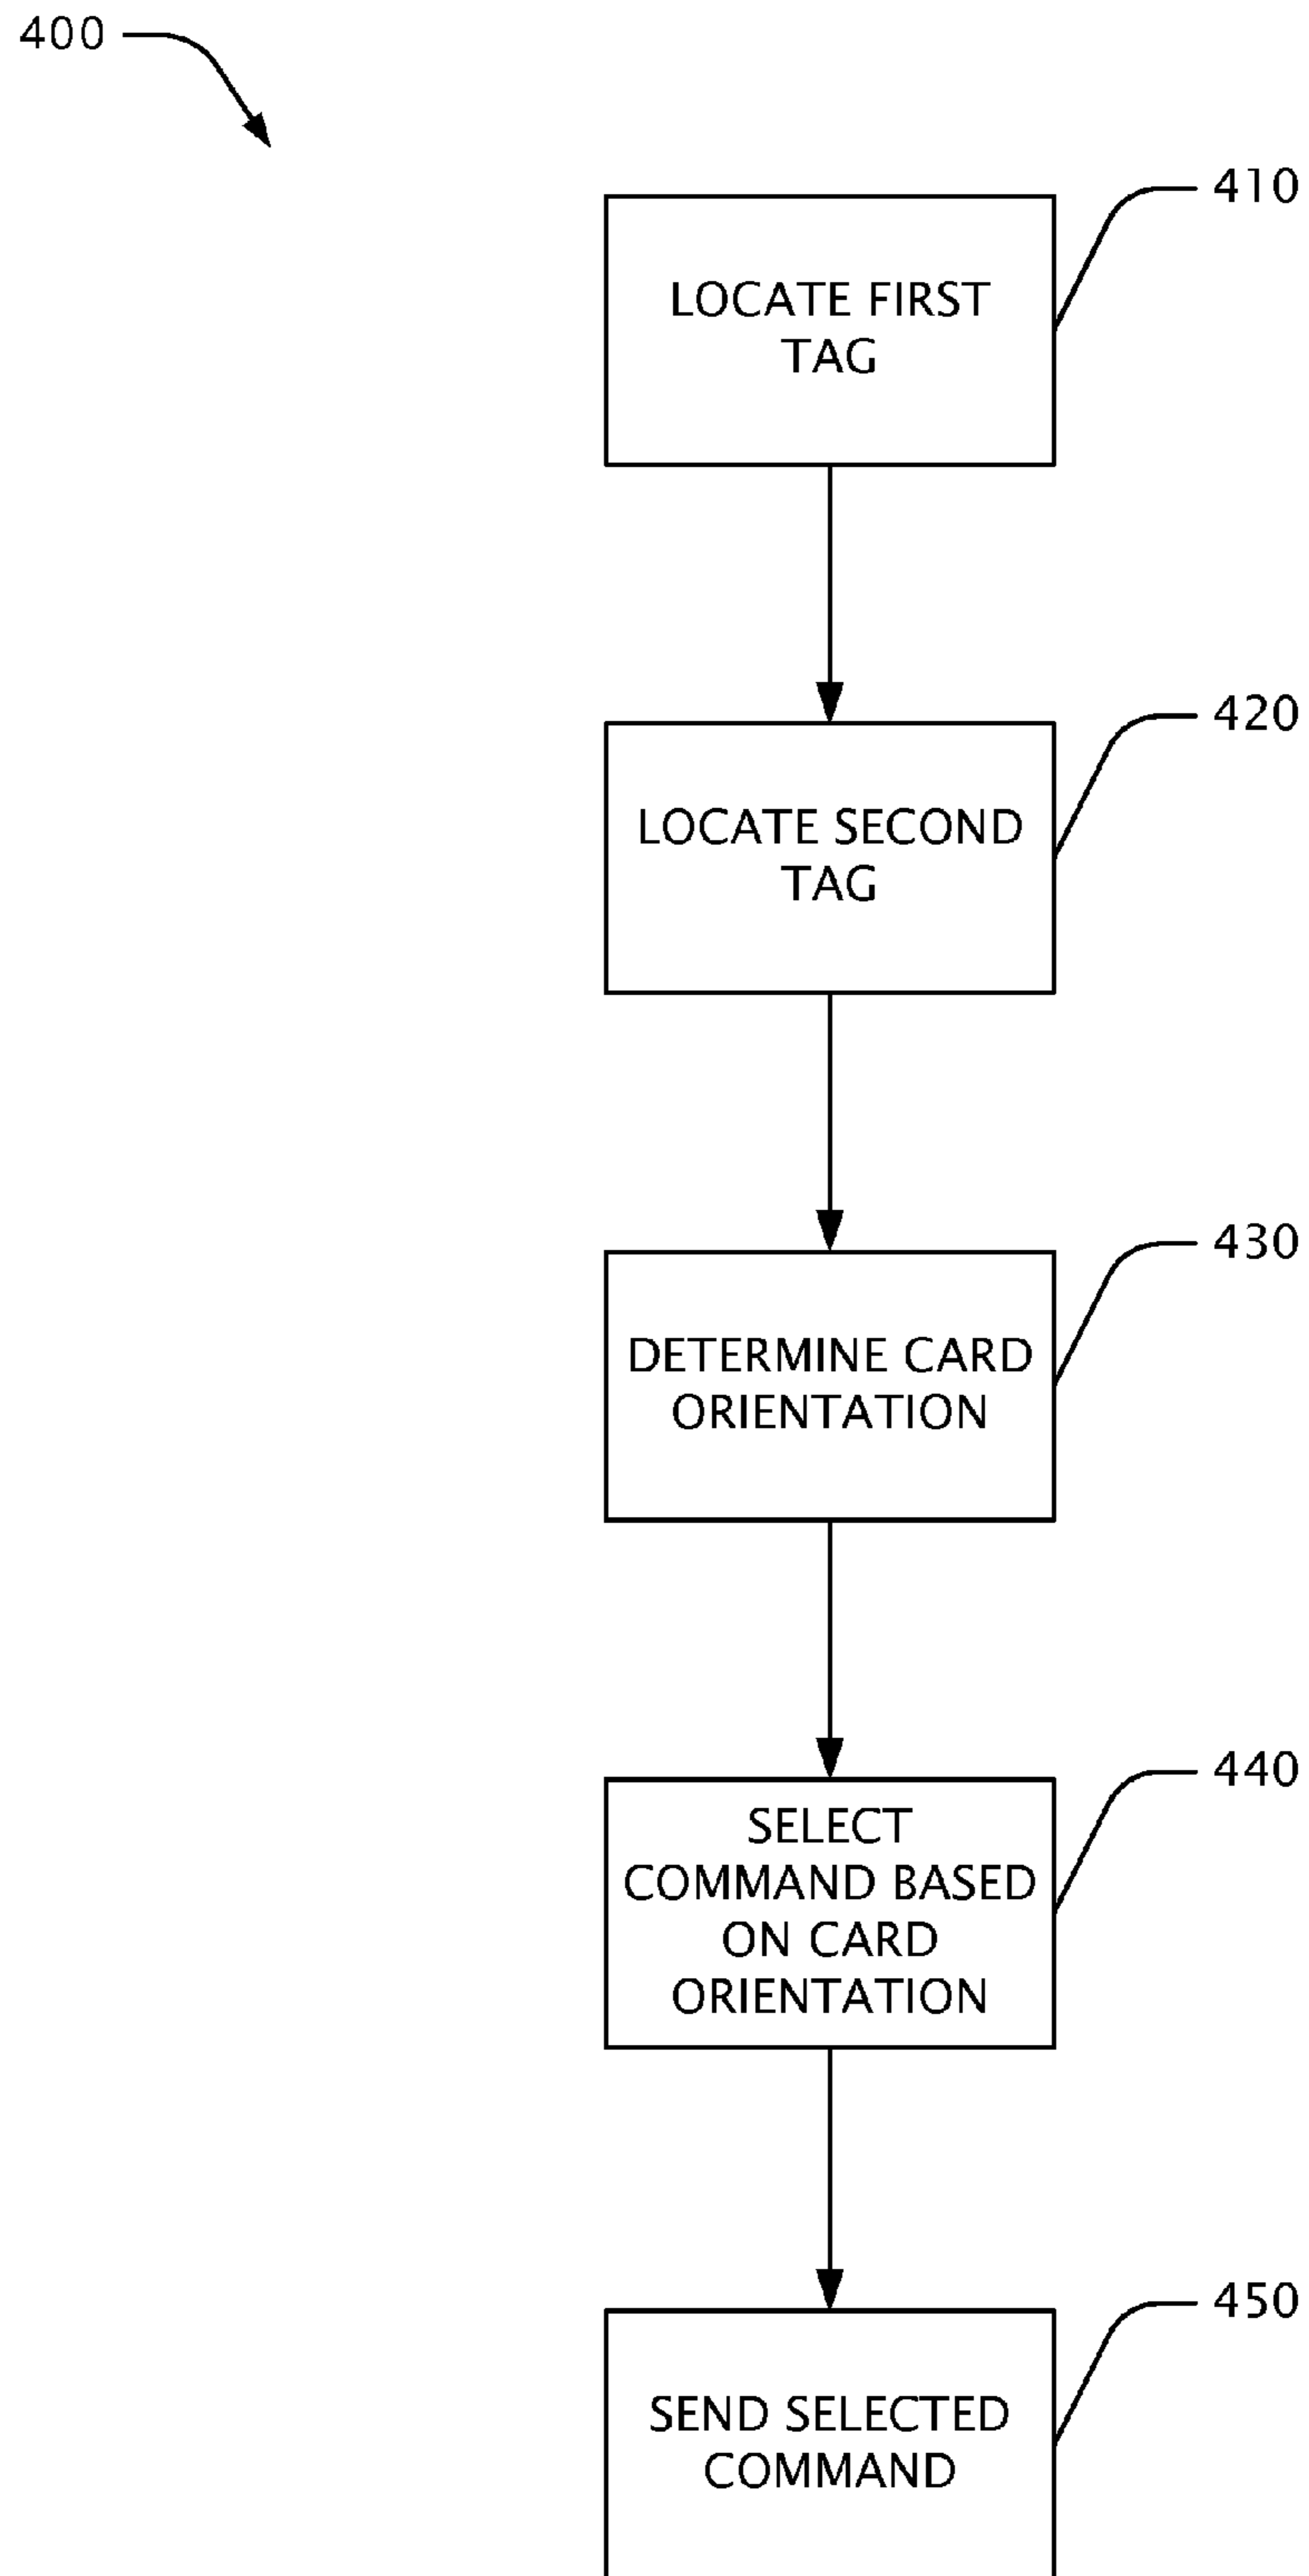 400
410
LOCATE FIRST
TAG
420
LOCATE SECOND
TAG
430
DETERMINE CARD
ORIENTATION
440
SELECT
COMMAND BASED
ON CARD
ORIENTATION
450
SEND SELECTED
COMMAND